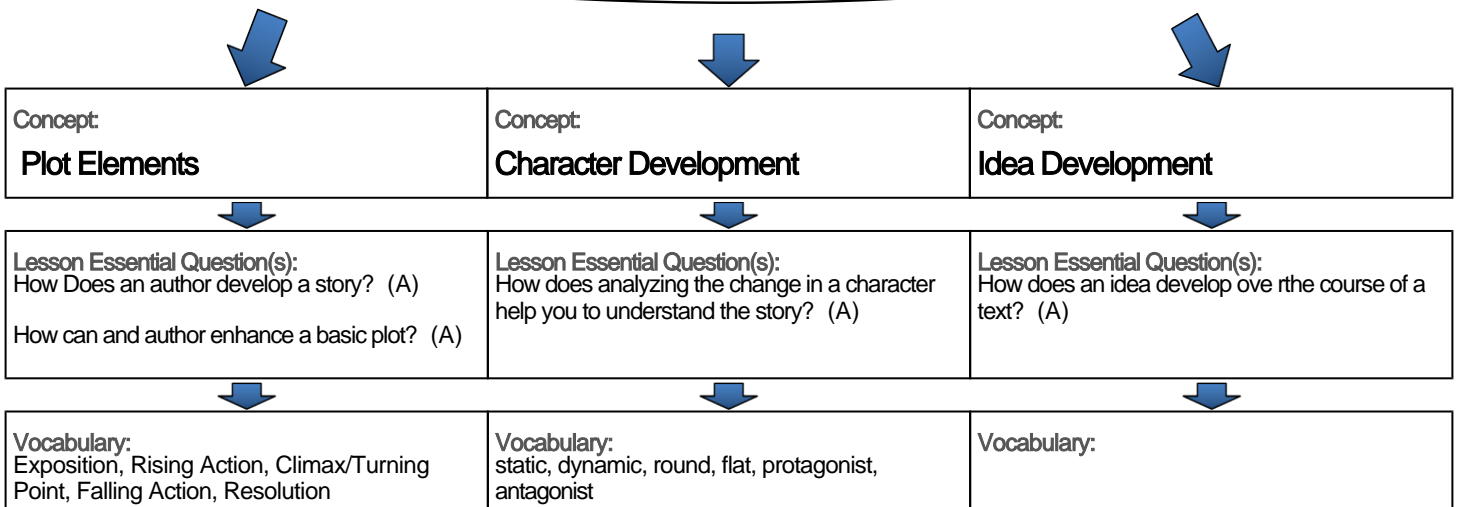 Concept:
Plot Elements
Concept:
Character Development
Concept:
Idea Development
Lesson Essential Question(s):
How Does an author develop a story?  (A)
How can and author enhance a basic plot?  (A)
Lesson Essential Question(s):
How does analyzing the change in a character
help you to understand the story?  (A)
Lesson Essential Question(s):
How does an idea develop ove rthe course of a
text?  (A)
Vocabulary:
Exposition, Rising Action, Climax/Turning
Point, Falling Action, Resolution
Vocabulary:
static, dynamic, round, flat, protagonist,
antagonist
Vocabulary: